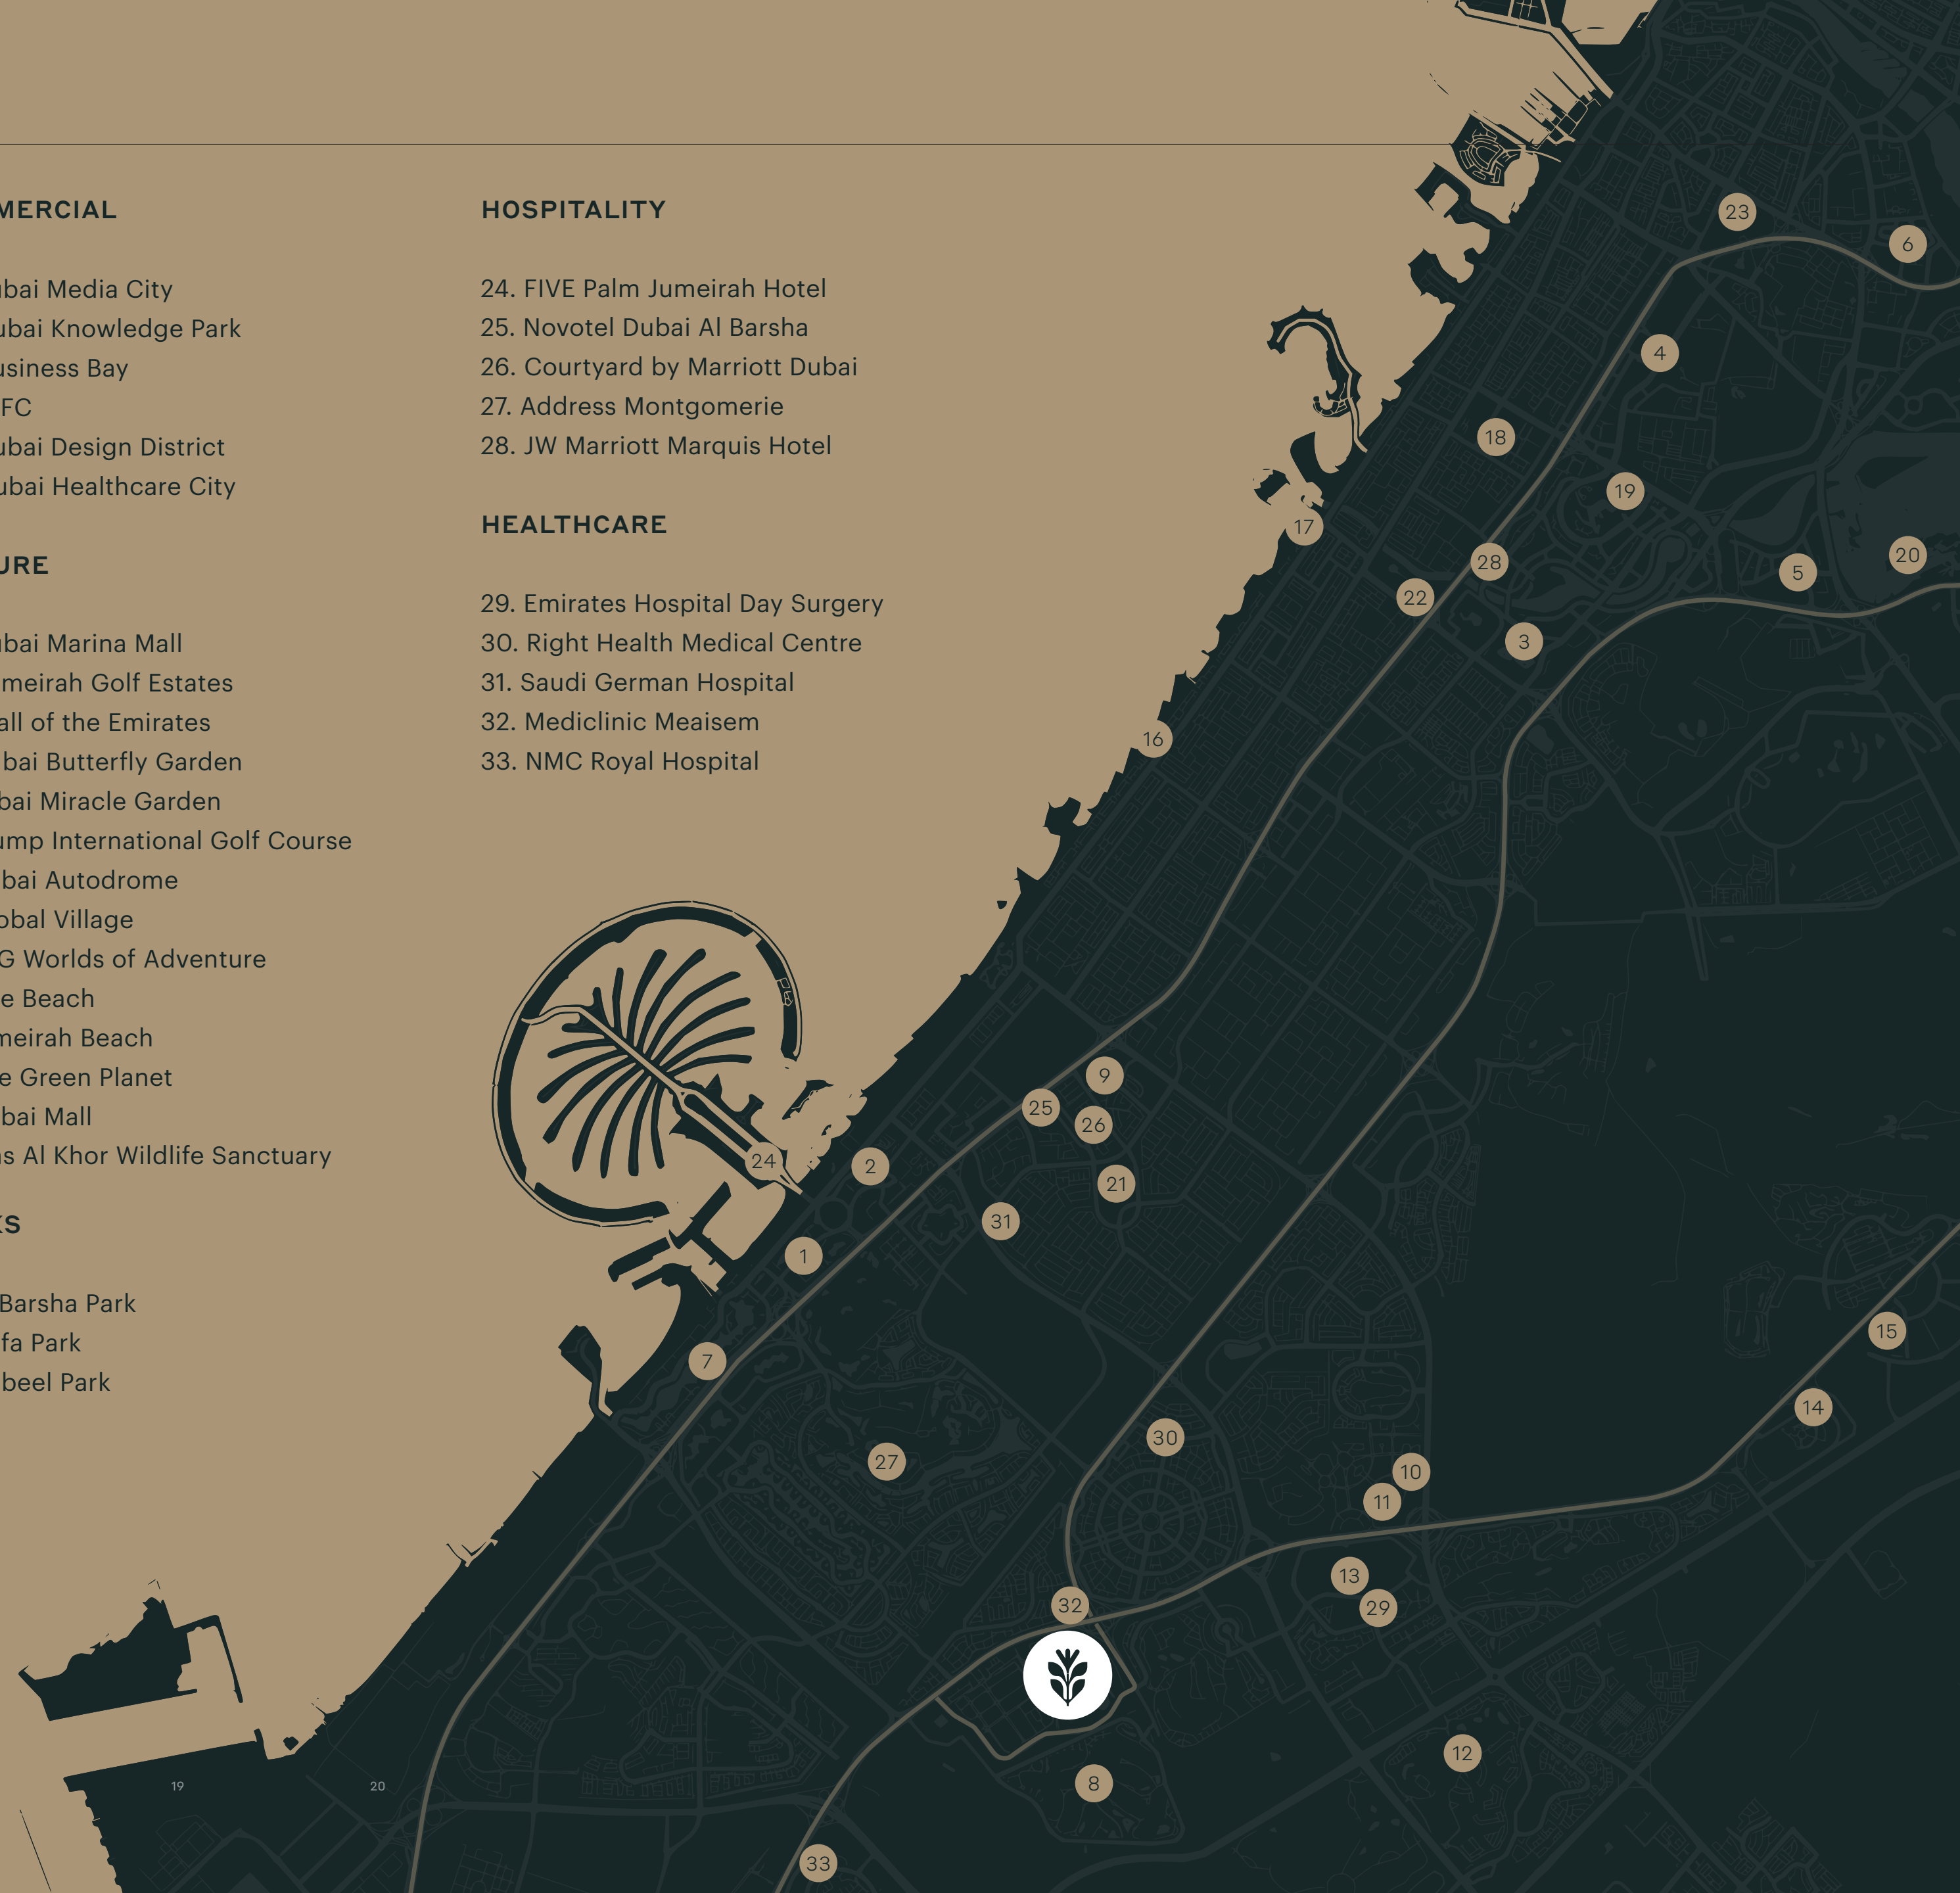 MERCIAL
bai Media City
ubai Knowledge Park
usiness Bay
FC
ubai Design District
ubai Healthcare City
URE
bai Marina Mall
meirah Golf Estates
all of the Emirates
bai Butterfly Garden
bai Miracle Garden
ump International Golf Course
bai Autodrome
obal Village
G Worlds of Adventure
e Beach
meirah Beach
e Green Planet
bai Mall
as Al Khor Wildlife Sanctuary
KS
Barsha Park
fa Park
beel Park
HOSPITALITY
24. FIVE Palm Jumeirah Hotel
25. Novotel Dubai Al Barsha
26. Courtyard by Marriott Dubai
27. Address Montgomerie
28. JW Marriott Marquis Hotel
HEALTHCARE
29. Emirates Hospital Day Surgery
30. Right Health Medical Centre
31. Saudi German Hospital
32. Mediclinic Meaisem
33. NMC Royal Hospital
23
6
4
18
19
17
20
28
5
22
3
16
9
25
26
24
2
21
31
1
15
7
14
30
27
10
11
13
32
29
12
8
19
20
33